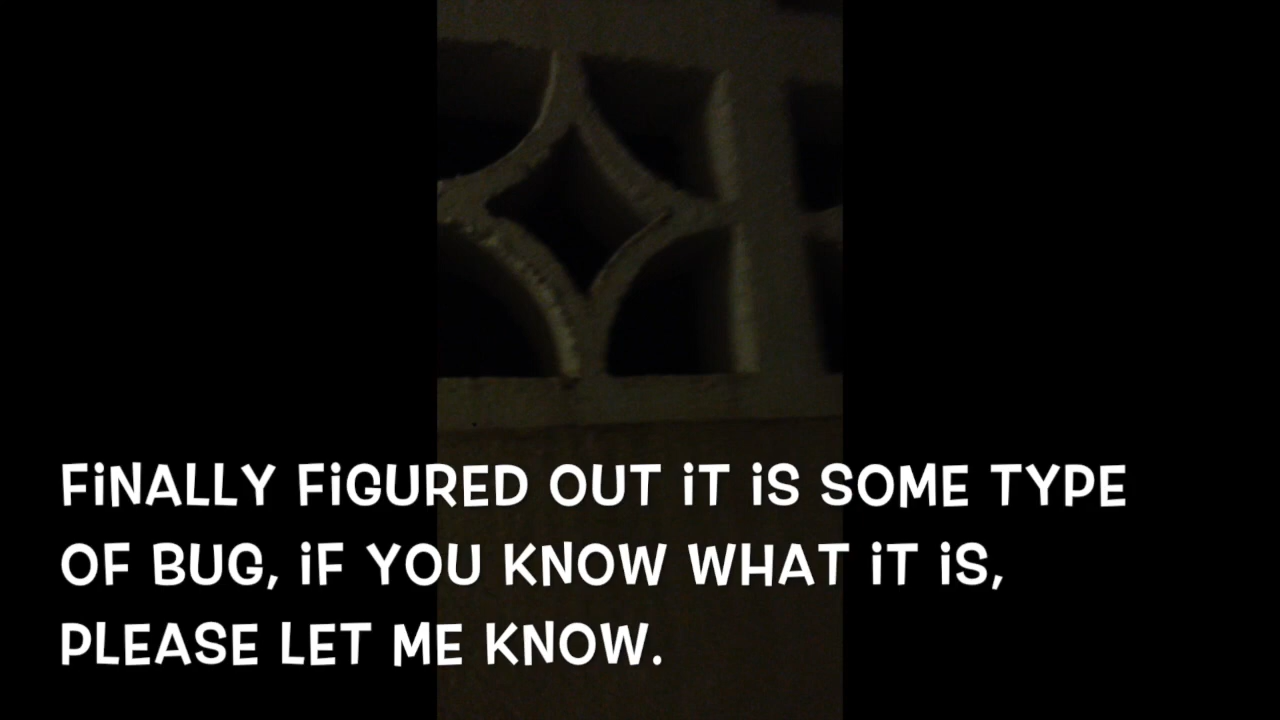 FiNALLY FiGURED OUT iT iS SOME TYPE
OF BUG, iF YOU KNOW WHAT iT iS,
PLEASE LET ME KNOW.